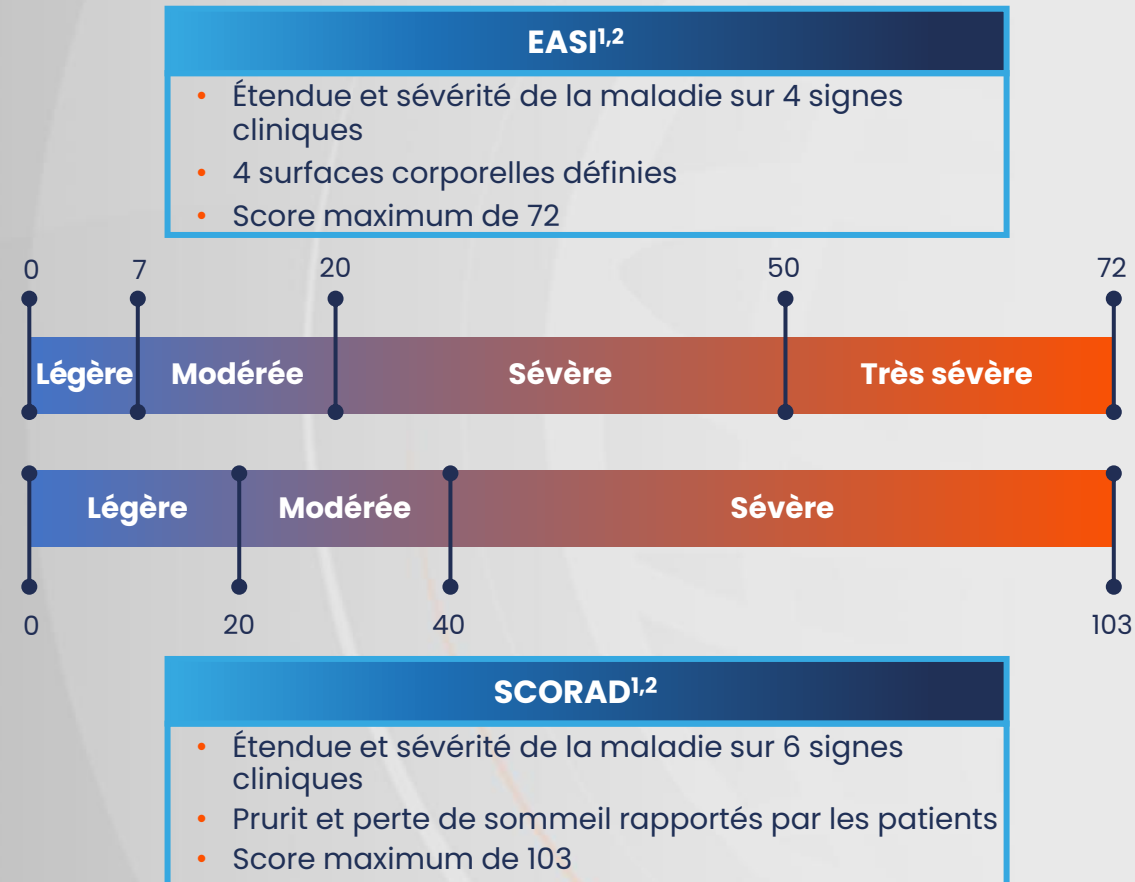 EASI1,2
• Étendue et sévérité de la maladie sur 4 signes
cliniques
• 4 surfaces corporelles définies
• Score maximum de 72
0 7 20 50 72
Légère Modérée Sévère Très sévère
Légère Modérée Sévère
0 20 40 103
SCORAD1,2
• Étendue et sévérité de la maladie sur 6 signes
cliniques
• Prurit et perte de sommeil rapportés par les patients
• Score maximum de 103